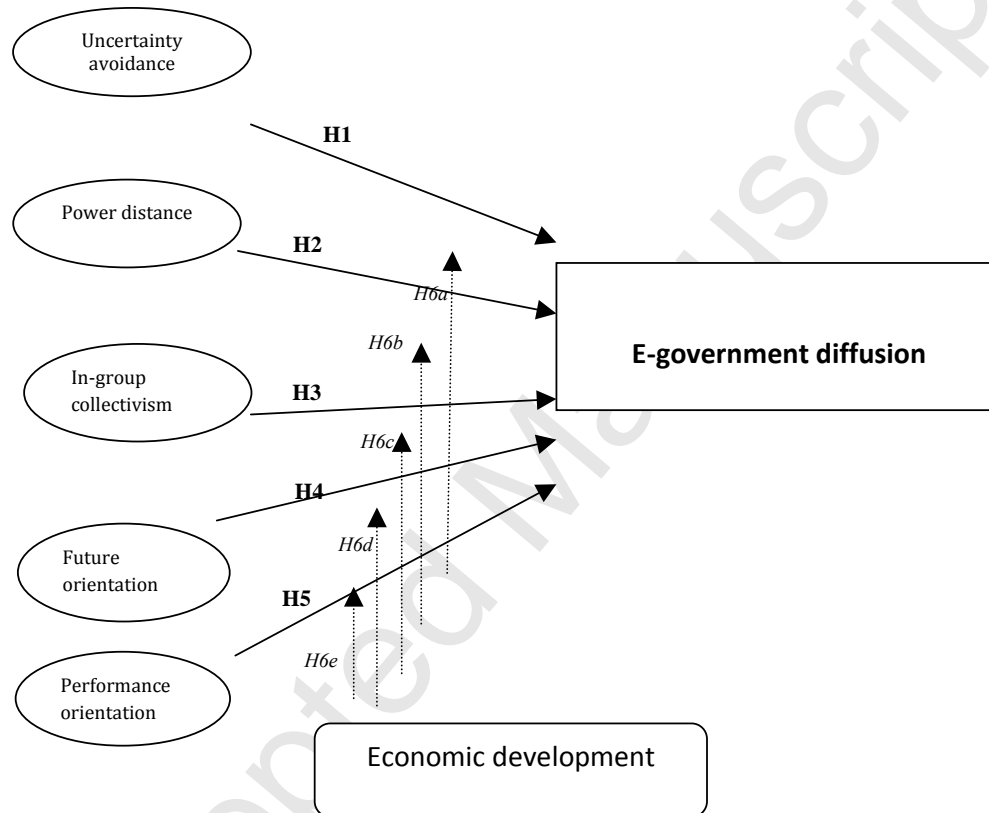 Uncertainty
avoidance
H1
Power distance
H2
H6a
H6b
E-government diffusion
In-group
collectivism
H3
H6c
H4
H6d
Future
orientation
H5
H6e
Performance
orientation
Economic development